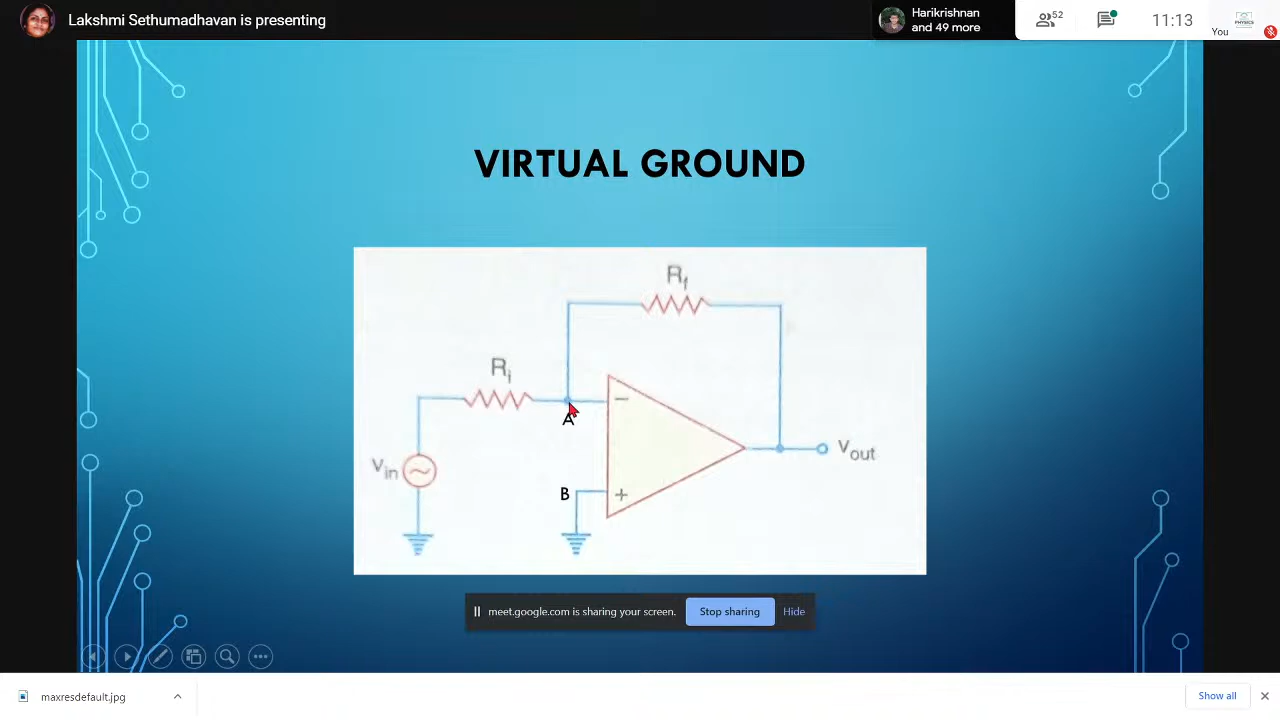 Lakshmi Sethumadhavan is presenting
Harikrishnan
and 49 more
52
11:13
You
PHYSICS
VIRTUAL GROUND
Rf
Ri
A
−
Vin
B
+
Vout
meet.google.com is sharing your screen.
Stop sharing
Hide
maxresdefault.jpg
Show all